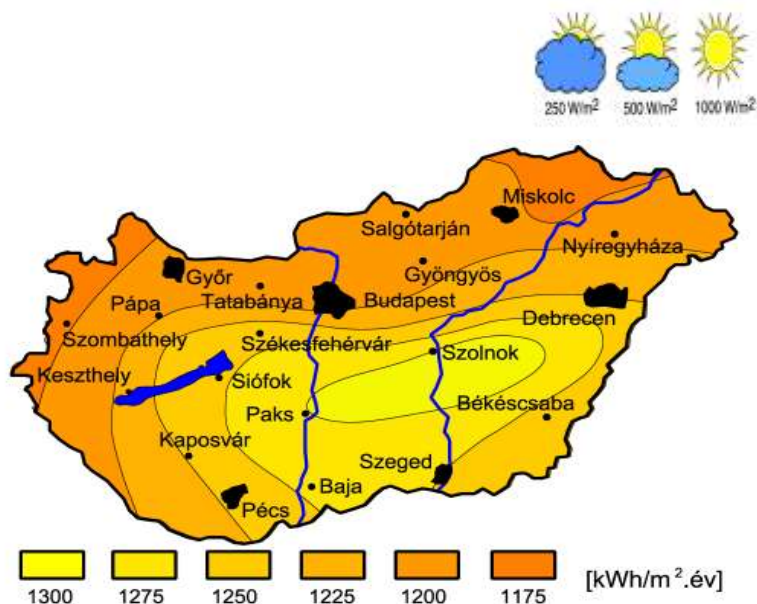 250 W/m² 500 W/m² 1000 W/m²
Miskolc
Salgótarján
Nyíregyháza
Győr
Gyöngyös
Pápa
Tatabánya
Budapest
Debrecen
Szombathely
Székesfehérvár
Szolnok
Keszthely
Siófok
Paks
Békéscsaba
Kaposvár
Szeged
Baja
Pécs
1300 1275 1250 1225 1200 1175 [kWh/m².év]